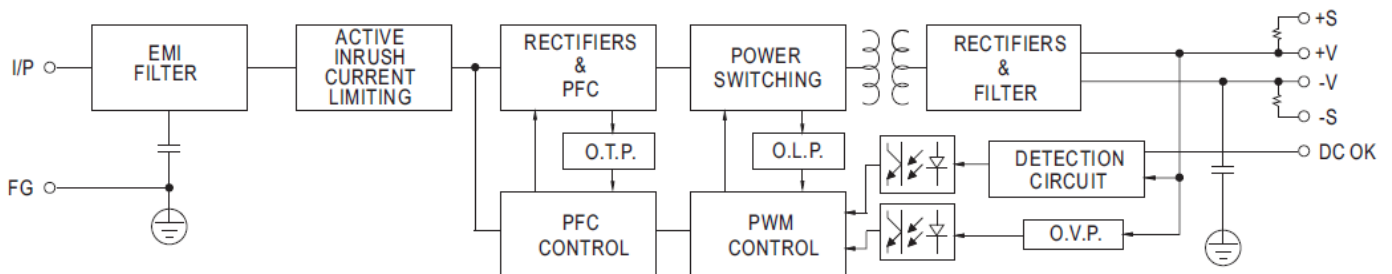 I/P
EMI
FILTER
ACTIVE
INRUSH
CURRENT
LIMITING
RECTIFIERS
&
PFC
POWER
SWITCHING
RECTIFIERS
&
FILTER
+S
+V
-V
-S
DC OK
FG
O.T.P.
O.L.P.
DETECTION
CIRCUIT
PFC
CONTROL
PWM
CONTROL
O.V.P.